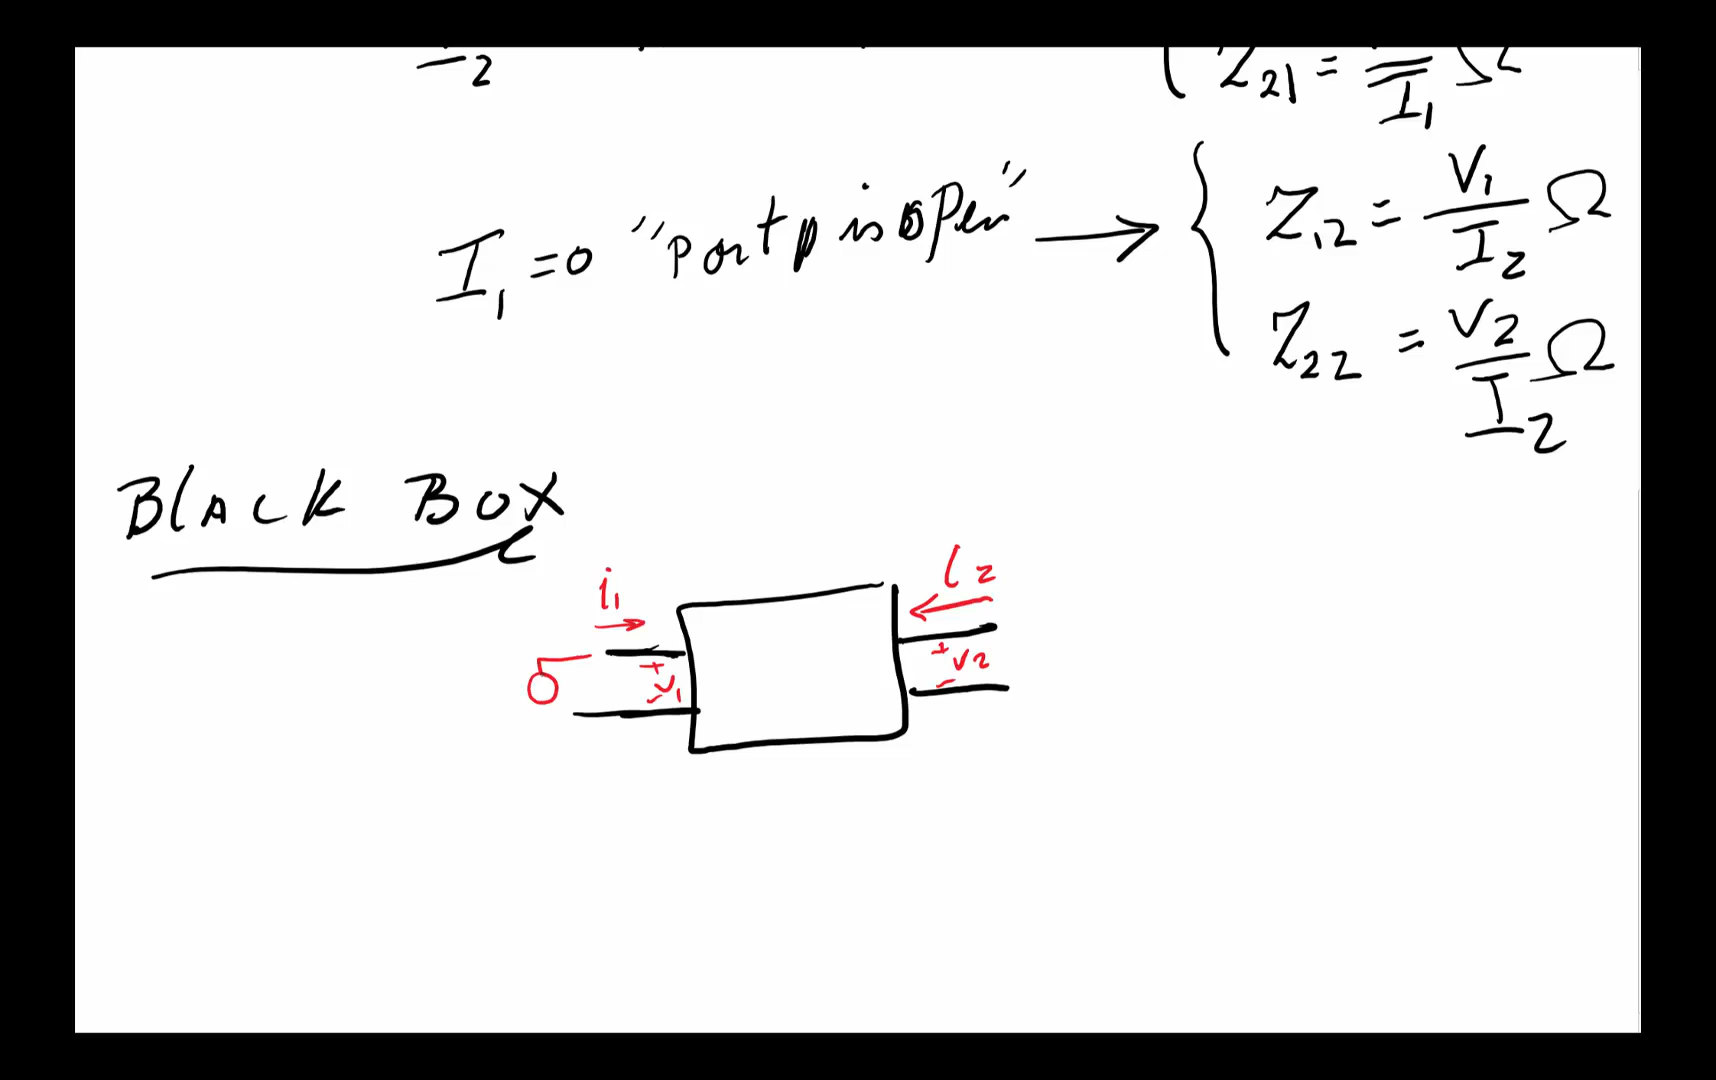 2
Z21 = I1 Ω
I1 = 0 "port p is open" → { Z12 = V1 / I2 Ω
Z22 = V2 / I2 Ω
Black Box
i1
i2
+ V1 -
+ V2 -